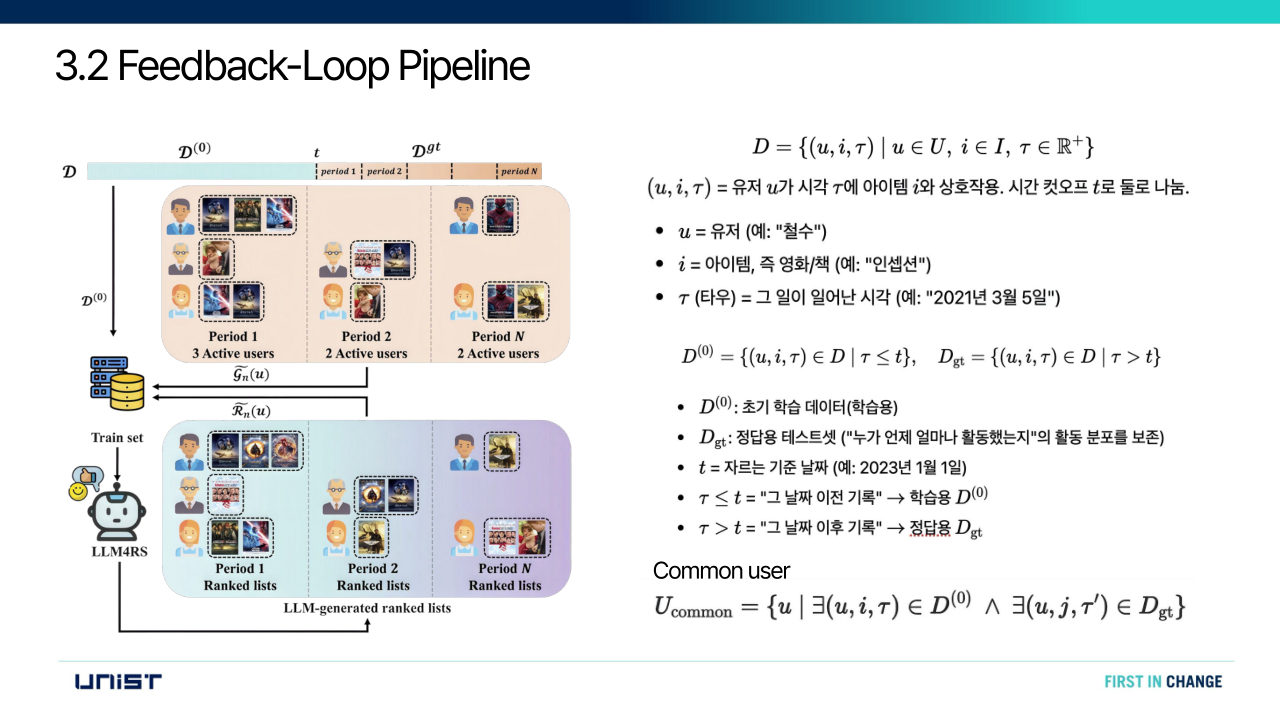 3.2 Feedback-Loop Pipeline
𝒟⁽⁰⁾ t 𝒟ᵍᵗ
𝒟 period 1 period 2 period N
Period 1 Period 2 Period N
3 Active users 2 Active users 2 Active users
𝒟⁽⁰⁾
𝒢̃ₙ(u)
ℛ̃ₙ(u)
Train set
LLM4RS
Period 1 Period 2 Period N
Ranked lists Ranked lists Ranked lists
LLM-generated ranked lists
D = {(u, i, τ) | u ∈ U, i ∈ I, τ ∈ ℝ⁺}
(u, i, τ) = 유저 u가 시각 τ에 아이템 i와 상호작용. 시간 컷오프 t로 둘로 나눔.
• u = 유저 (예: "철수")
• i = 아이템, 즉 영화/책 (예: "인셉션")
• τ (타우) = 그 일이 일어난 시각 (예: "2021년 3월 5일")
D⁽⁰⁾ = {(u, i, τ) ∈ D | τ ≤ t}, D_gt = {(u, i, τ) ∈ D | τ > t}
• D⁽⁰⁾: 초기 학습 데이터(학습용)
• D_gt: 정답용 테스트셋 ("누가 언제 얼마나 활동했는지"의 활동 분포를 보존)
• t = 자르는 기준 날짜 (예: 2023년 1월 1일)
• τ ≤ t = "그 날짜 이전 기록" → 학습용 D⁽⁰⁾
• τ > t = "그 날짜 이후 기록" → 정답용 D_gt
Common user
U_common = {u | ∃(u, i, τ) ∈ D⁽⁰⁾ ∧ ∃(u, j, τ′) ∈ D_gt}
UNIST
FIRST IN CHANGE